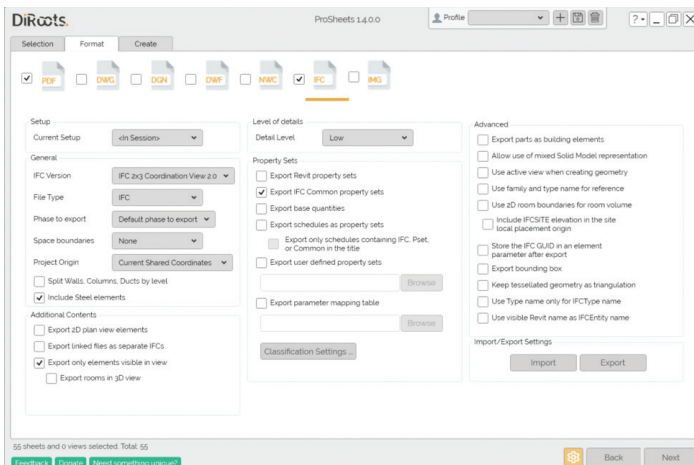 DiRoots.
ProSheets 1.4.0.0
Profile
?
Selection
Format
Create
PDF
DWG
DGN
DWF
NWC
IFC
IMG
Setup
Current Setup
<In Session>
General
IFC Version
IFC 2x3 Coordination View 2.0
File Type
IFC
Phase to export
Default phase to export
Space boundaries
None
Project Origin
Current Shared Coordinates
Split Walls, Columns, Ducts by level
Include Steel elements
Additional Contents
Export 2D plan view elements
Export linked files as separate IFCs
Export only elements visible in view
Export rooms in 3D view
Level of details
Detail Level
Low
Property Sets
Export Revit property sets
Export IFC Common property sets
Export base quantities
Export schedules as property sets
Export only schedules containing IFC, Pset,
or Common in the title
Export user defined property sets
Browse
Export parameter mapping table
Browse
Classification Settings ...
Advanced
Export parts as building elements
Allow use of mixed Solid Model representation
Use active view when creating geometry
Use family and type name for reference
Use 2D room boundaries for room volume
Include IFCSITE elevation in the site
local placement origin
Store the IFC GUID in an element
parameter after export
Export bounding box
Keep tessellated geometry as triangulation
Use Type name only for IFCType name
Use visible Revit name as IFCEntity name
Import/Export Settings
Import
Export
55 sheets and 0 views selected. Total: 55
Feedback
Donate
Need something unique?
Back
Next